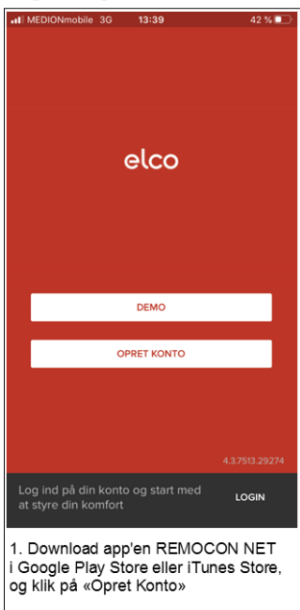 MEDIONmobile 3G 13:39 42 %
elco
DEMO
OPRET KONTO
4.3.7513.29274
Log ind på din konto og start med
at styre din komfort
LOGIN
1. Download app'en REMOCON NET
i Google Play Store eller iTunes Store,
og klik på «Opret Konto»